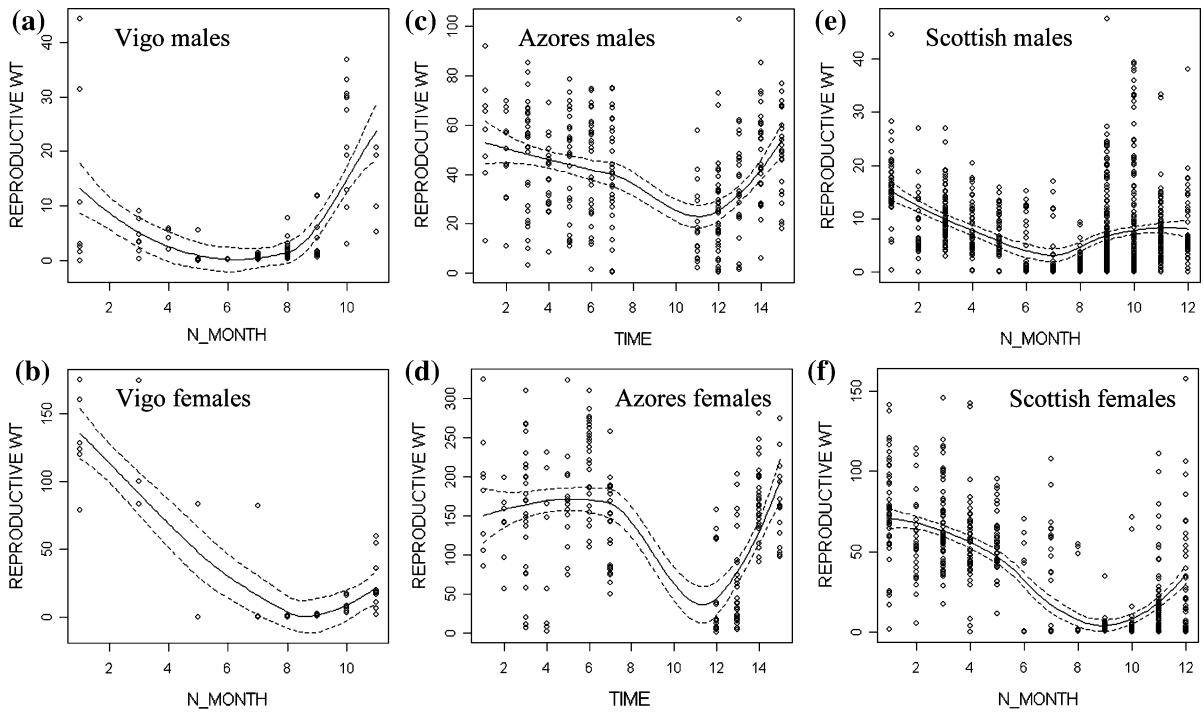 (a) Vigo males
REPRODUCTIVE WT
0 10 20 30 40
2 4 6 8 10
N_MONTH
(c) Azores males
REPRODCUTIVE WT
0 20 40 60 80 100
2 4 6 8 10 12 14
TIME
(e) Scottish males
REPRODUCTIVE WT
0 10 20 30 40
2 4 6 8 10 12
N_MONTH
(b) Vigo females
REPRODUCTIVE WT
0 50 100 150
2 4 6 8 10
N_MONTH
(d) Azores females
REPRODUCTIVE WT
0 50 100 150 200 250 300
2 4 6 8 10 12 14
TIME
(f) Scottish females
REPRODUCTIVE WT
0 50 100 150
2 4 6 8 10 12
N_MONTH